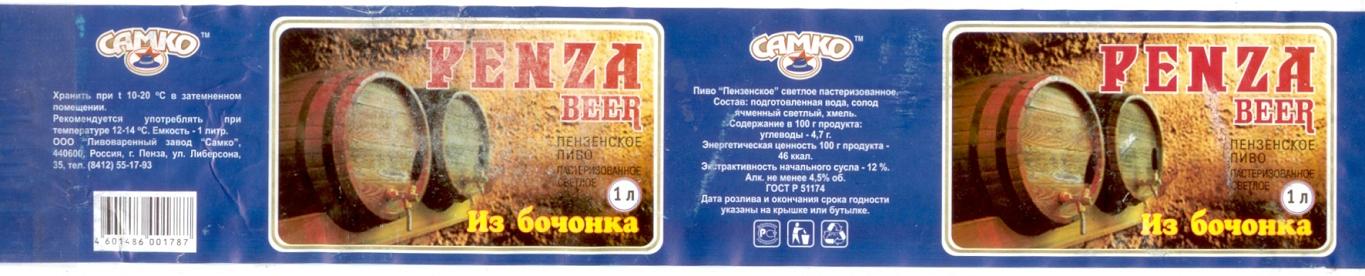 САМКО™
Хранить при t 10-20 °C в затемненном
помещении.
Рекомендуется употреблять при
температуре 12-14 °C. Емкость - 1 литр.
ООО "Пивоваренный завод "Самко",
440600, Россия, г. Пенза, ул. Либерсона,
35, тел. (8412) 55-17-93
4 601486 001787
PENZA
BEER
ПЕНЗЕНСКОЕ
ПИВО
ПАСТЕРИЗОВАННОЕ
СВЕТЛОЕ
1 л
Из бочонка
САМКО™
Пиво "Пензенское" светлое пастеризованное.
Состав: подготовленная вода, солод
ячменный светлый, хмель.
Содержание в 100 г продукта:
углеводы - 4,7 г.
Энергетическая ценность 100 г продукта -
46 ккал.
Экстрактивность начального сусла - 12 %.
Алк. не менее 4,5% об.
ГОСТ Р 51174
Дата розлива и окончания срока годности
указаны на крышке или бутылке.
PENZA
BEER
ПЕНЗЕНСКОЕ
ПИВО
ПАСТЕРИЗОВАННОЕ
СВЕТЛОЕ
1 л
Из бочонка